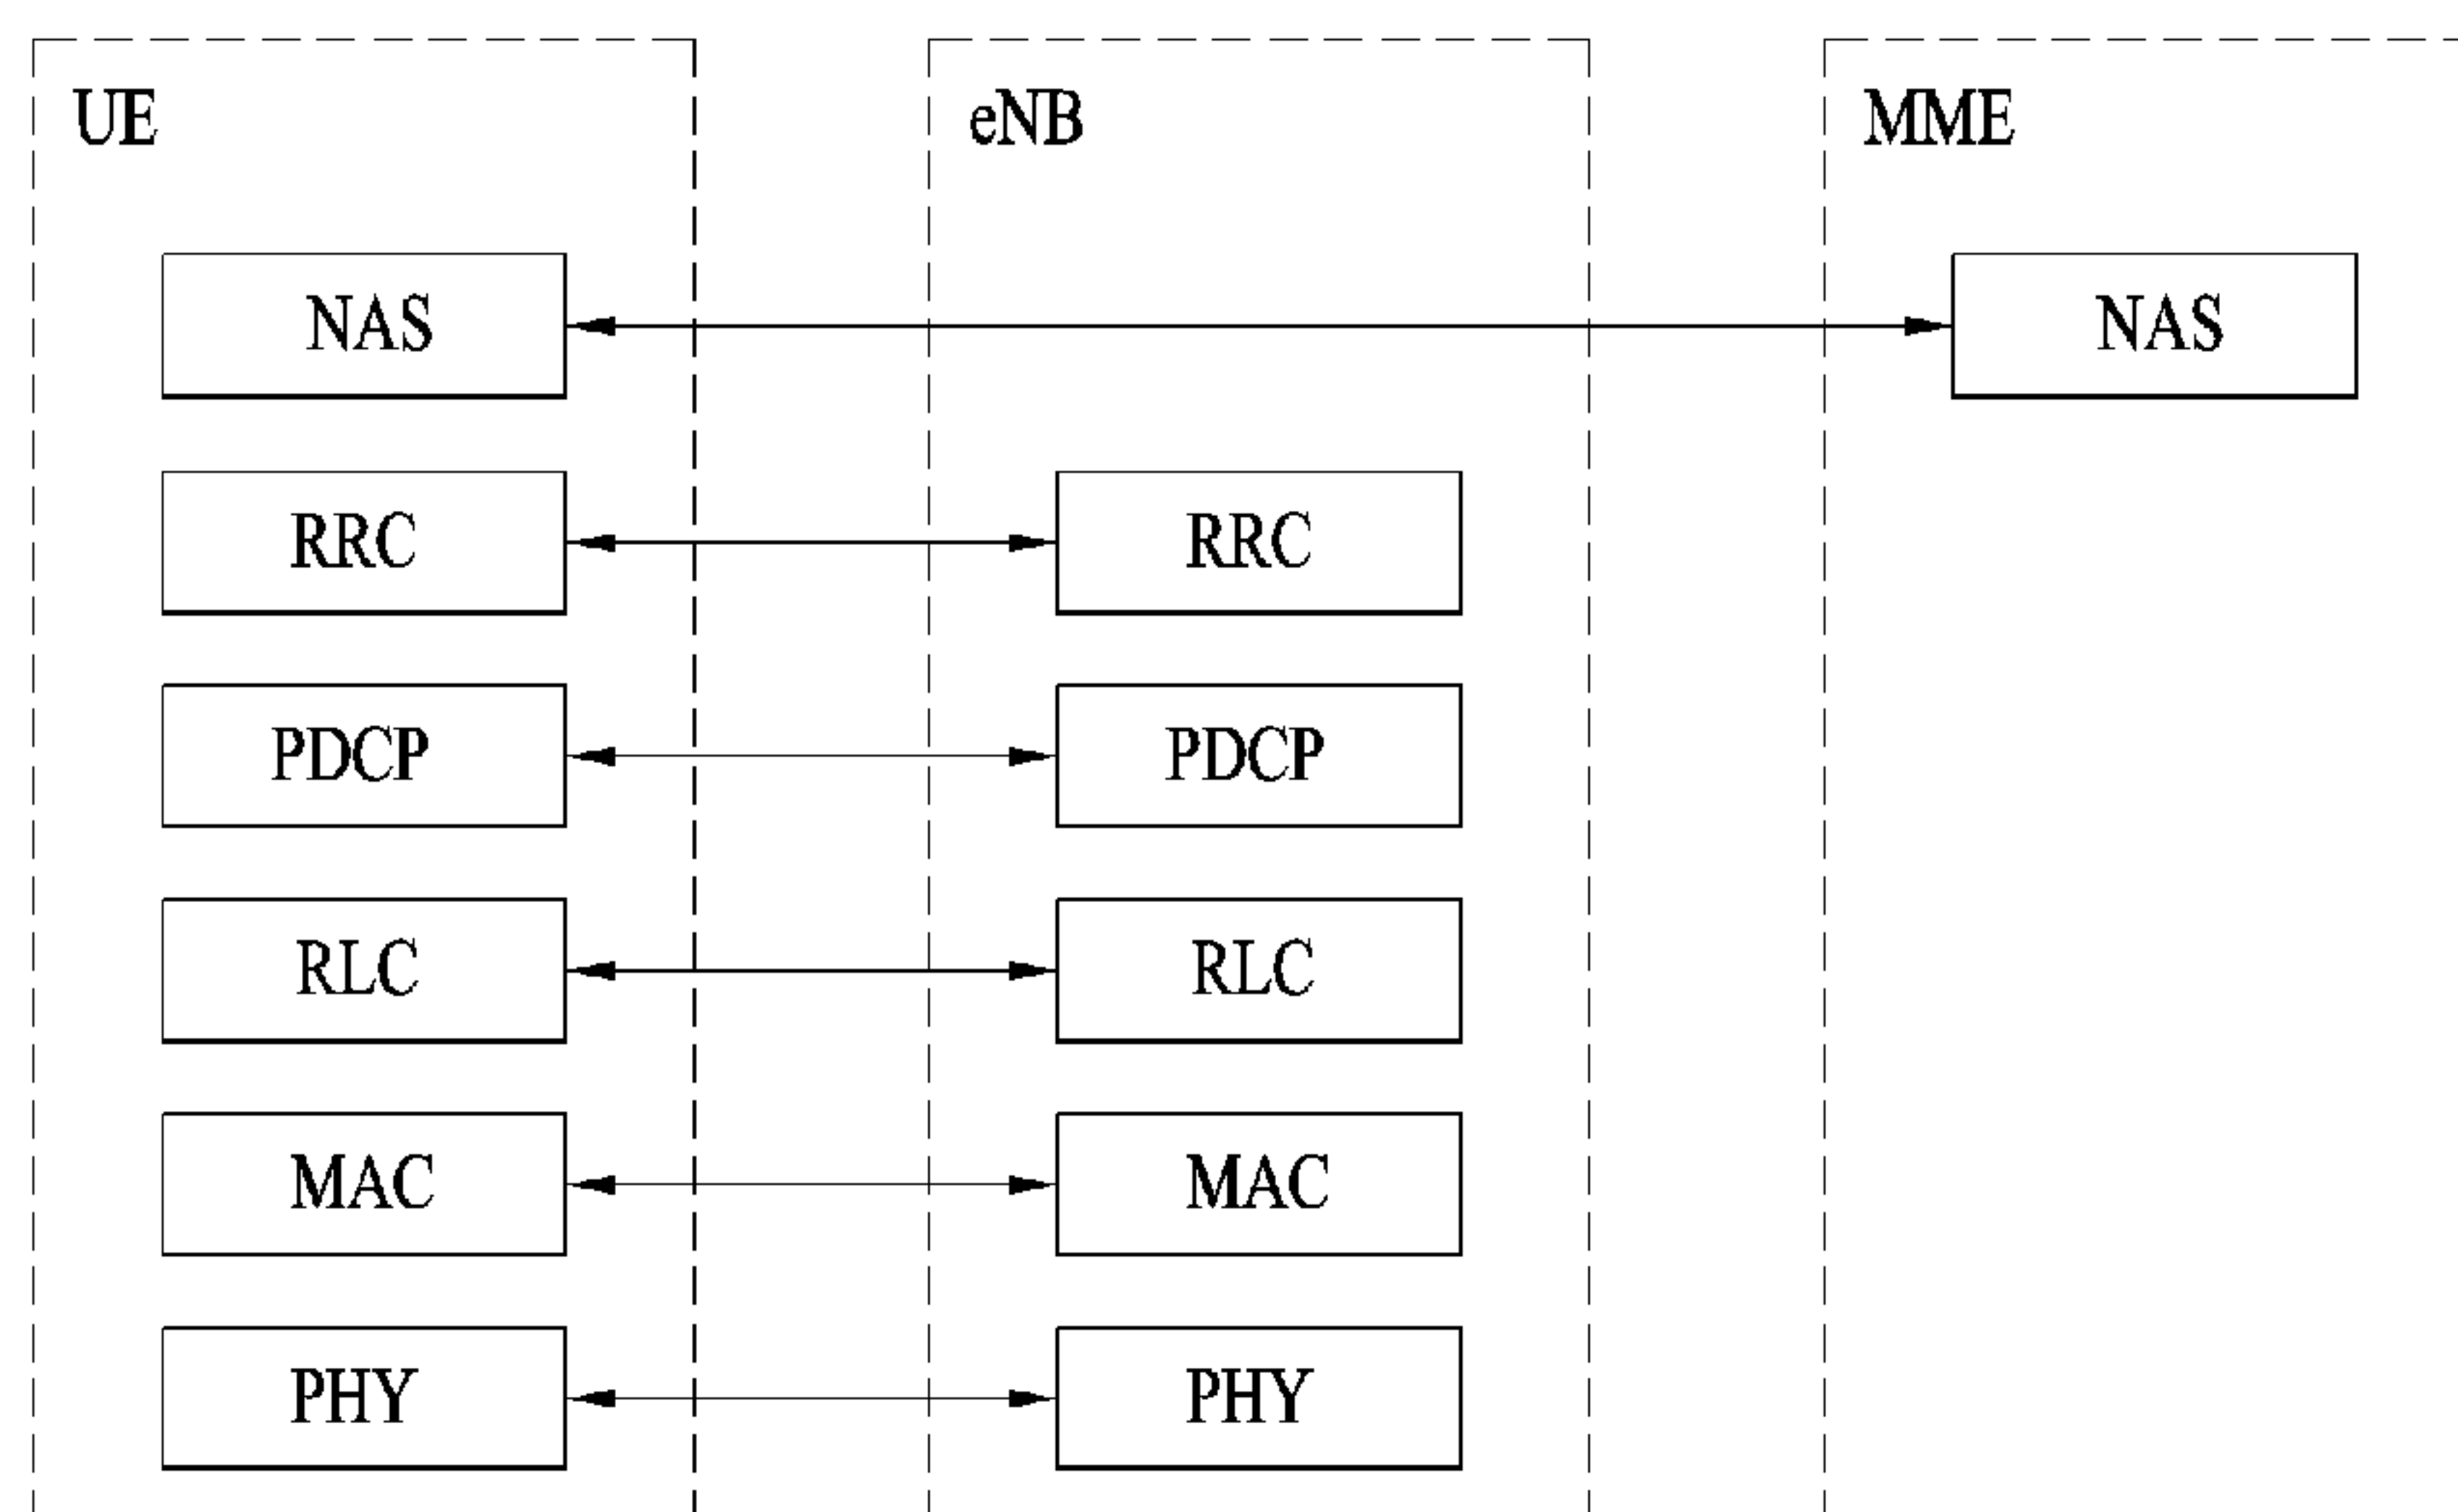 UE
eNB
MME
NAS
NAS
RRC
RRC
PDCP
PDCP
RLC
RLC
MAC
MAC
PHY
PHY